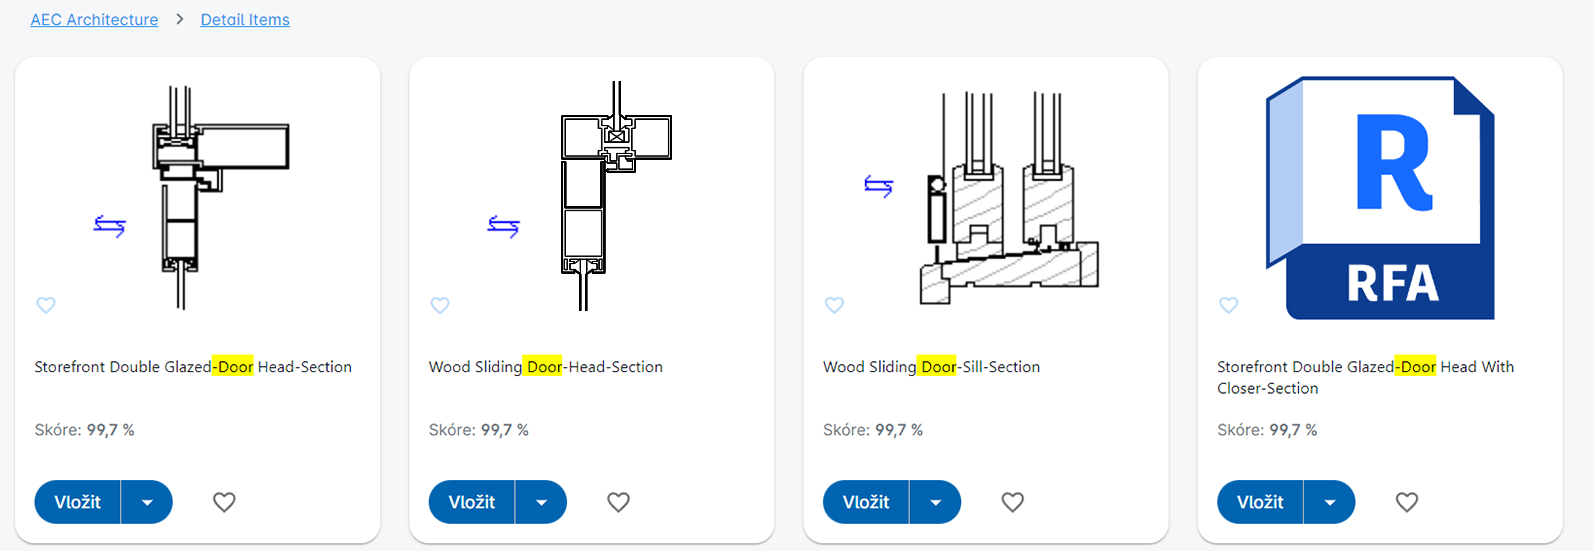 AEC Architecture > Detail Items
R
RFA
Storefront Double Glazed-Door Head-Section
Skóre: 99,7 %
Vložit
Wood Sliding Door-Head-Section
Skóre: 99,7 %
Vložit
Wood Sliding Door-Sill-Section
Skóre: 99,7 %
Vložit
Storefront Double Glazed-Door Head With
Closer-Section
Skóre: 99,7 %
Vložit